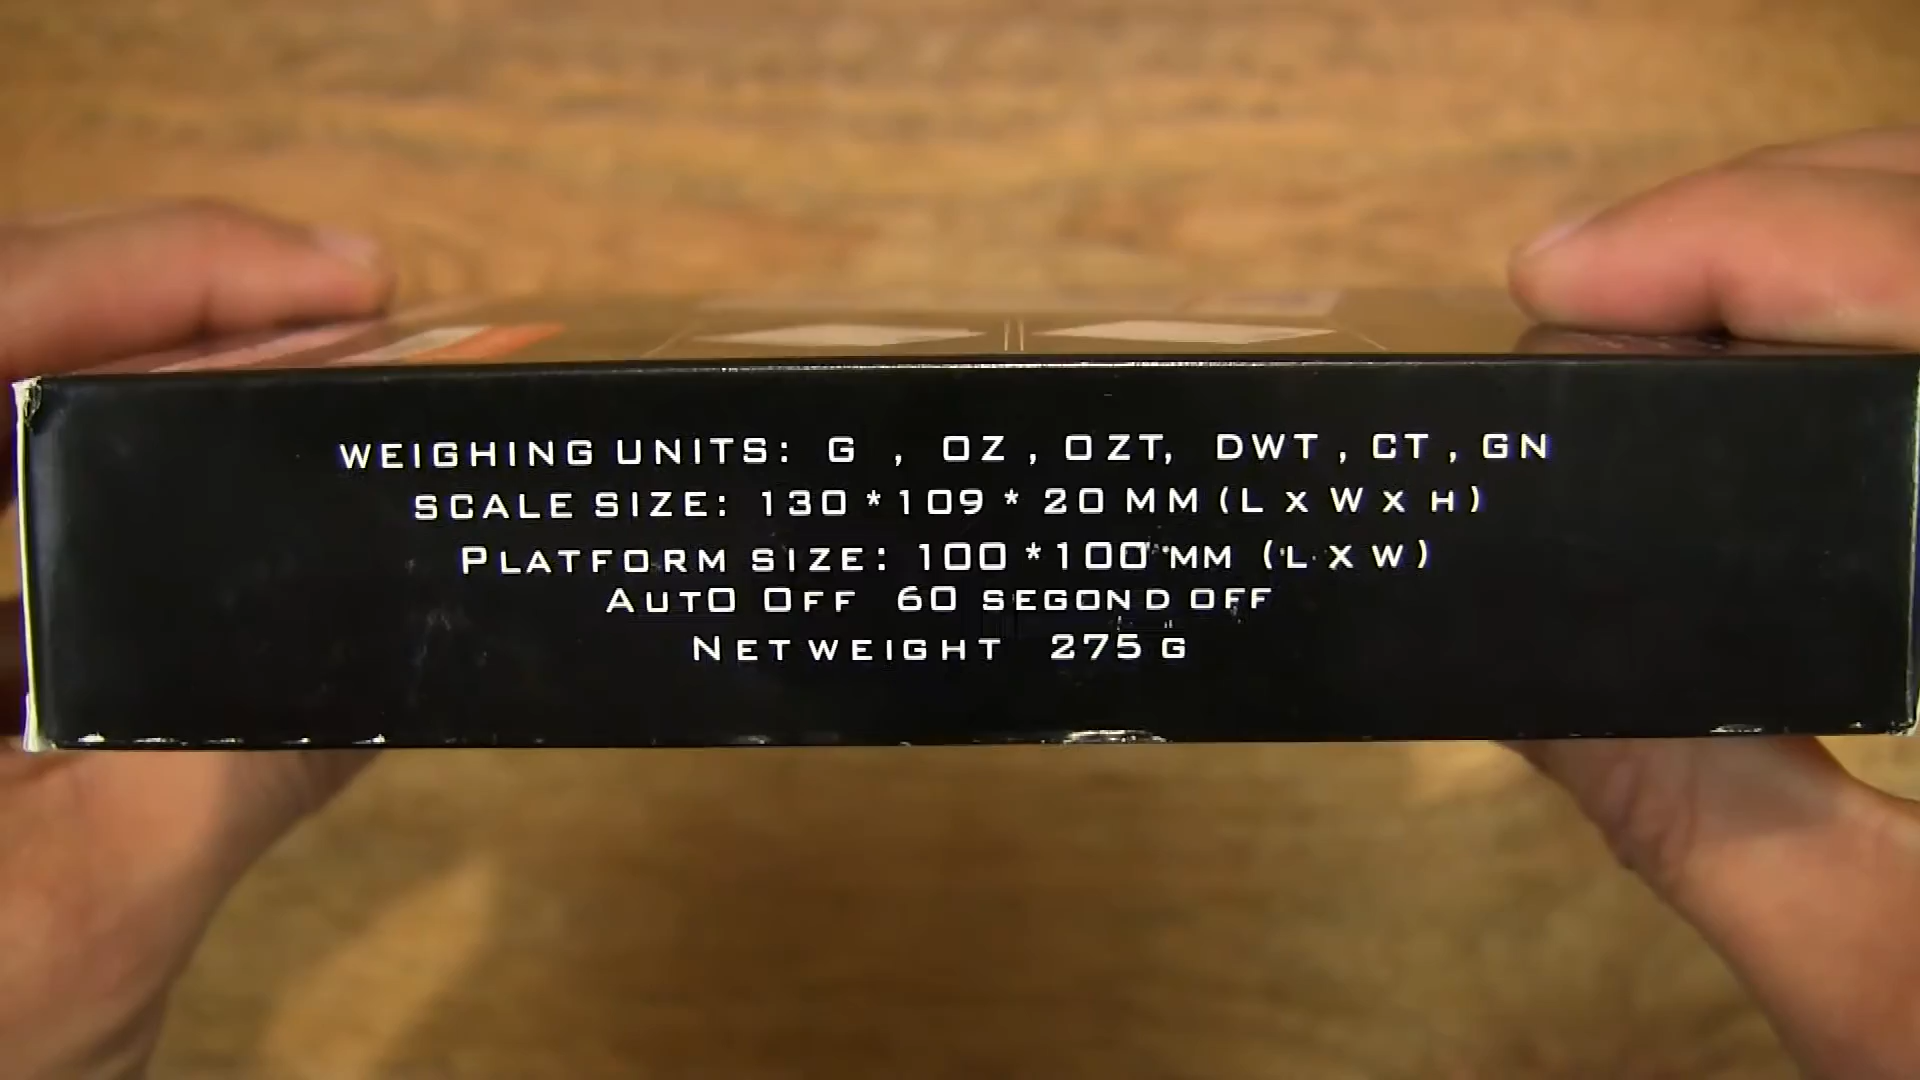 WEIGHING UNITS: G , OZ , OZT, DWT , CT , GN
SCALE SIZE: 130 * 109 * 20 MM (L x W x H)
PLATFORM SIZE: 100 * 100 MM (L X W)
AUTO OFF 60 SEGOND OFF
NET WEIGHT 275 G